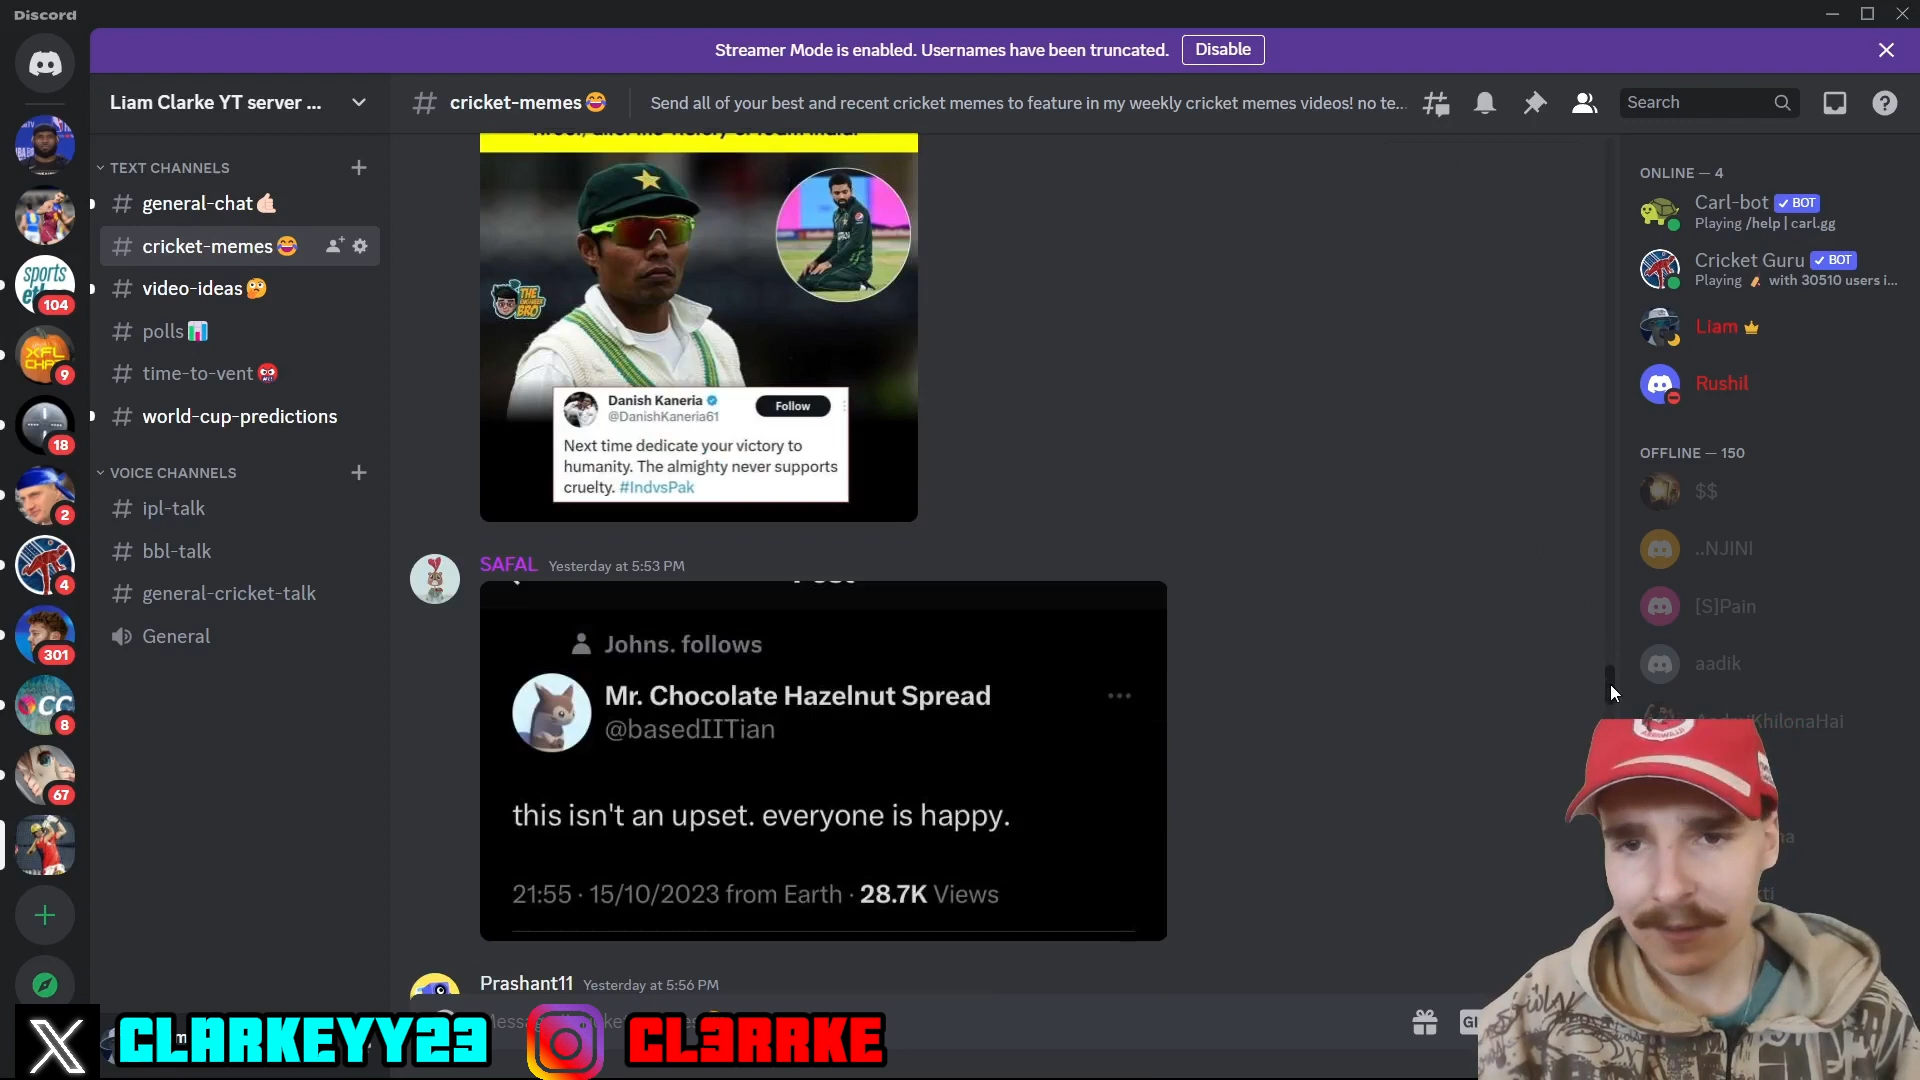 Discord
Streamer Mode is enabled. Usernames have been truncated.
Disable
Liam Clarke YT server ...
cricket-memes😂
Send all of your best and recent cricket memes to feature in my weekly cricket memes videos! no te...
Search
TEXT CHANNELS
general-chat🤙🏻
cricket-memes😂
video-ideas🤔
polls📊
time-to-vent🤬
world-cup-predictions
VOICE CHANNELS
ipl-talk
bbl-talk
general-cricket-talk
General
sports
104
XFL
9
18
2
4
301
CC
8
67
THE
ENGINEER
BRO
Danish Kaneria
@DanishKaneria61
Follow
Next time dedicate your victory to
humanity. The almighty never supports
cruelty. #IndvsPak
SAFAL Yesterday at 5:53 PM
Johns. follows
Mr. Chocolate Hazelnut Spread
@basedIITian
this isn't an upset. everyone is happy.
21:55 · 15/10/2023 from Earth · 28.7K Views
Prashant11 Yesterday at 5:56 PM
ONLINE — 4
Carl-bot ✓ BOT
Playing /help | carl.gg
Cricket Guru ✓ BOT
Playing 🏏 with 30510 users i...
Liam
Rushil
OFFLINE — 150
$$
..NJINI
[S]Pain
aadik
CLARKEYY23
CL3RRKE